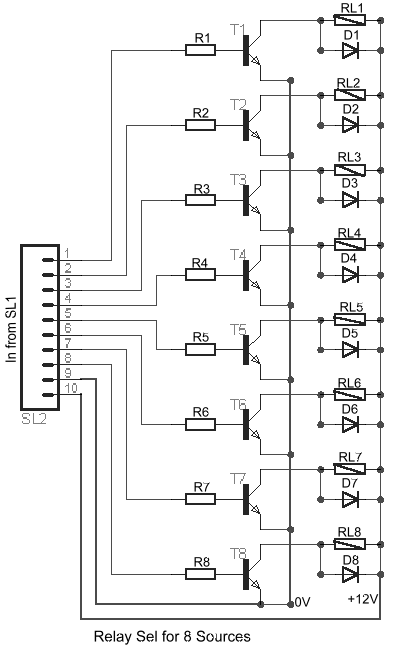 T1 RL1
R1 D1
T2 RL2
R2 D2
T3 RL3
R3 D3
T4 RL4
R4 D4
T5 RL5
R5 D5
T6 RL6
R6 D6
T7 RL7
R7 D7
T8 RL8
R8 D8
In from SL1
1
2
3
4
5
6
7
8
9
10
SL2
0V +12V
Relay Sel for 8 Sources